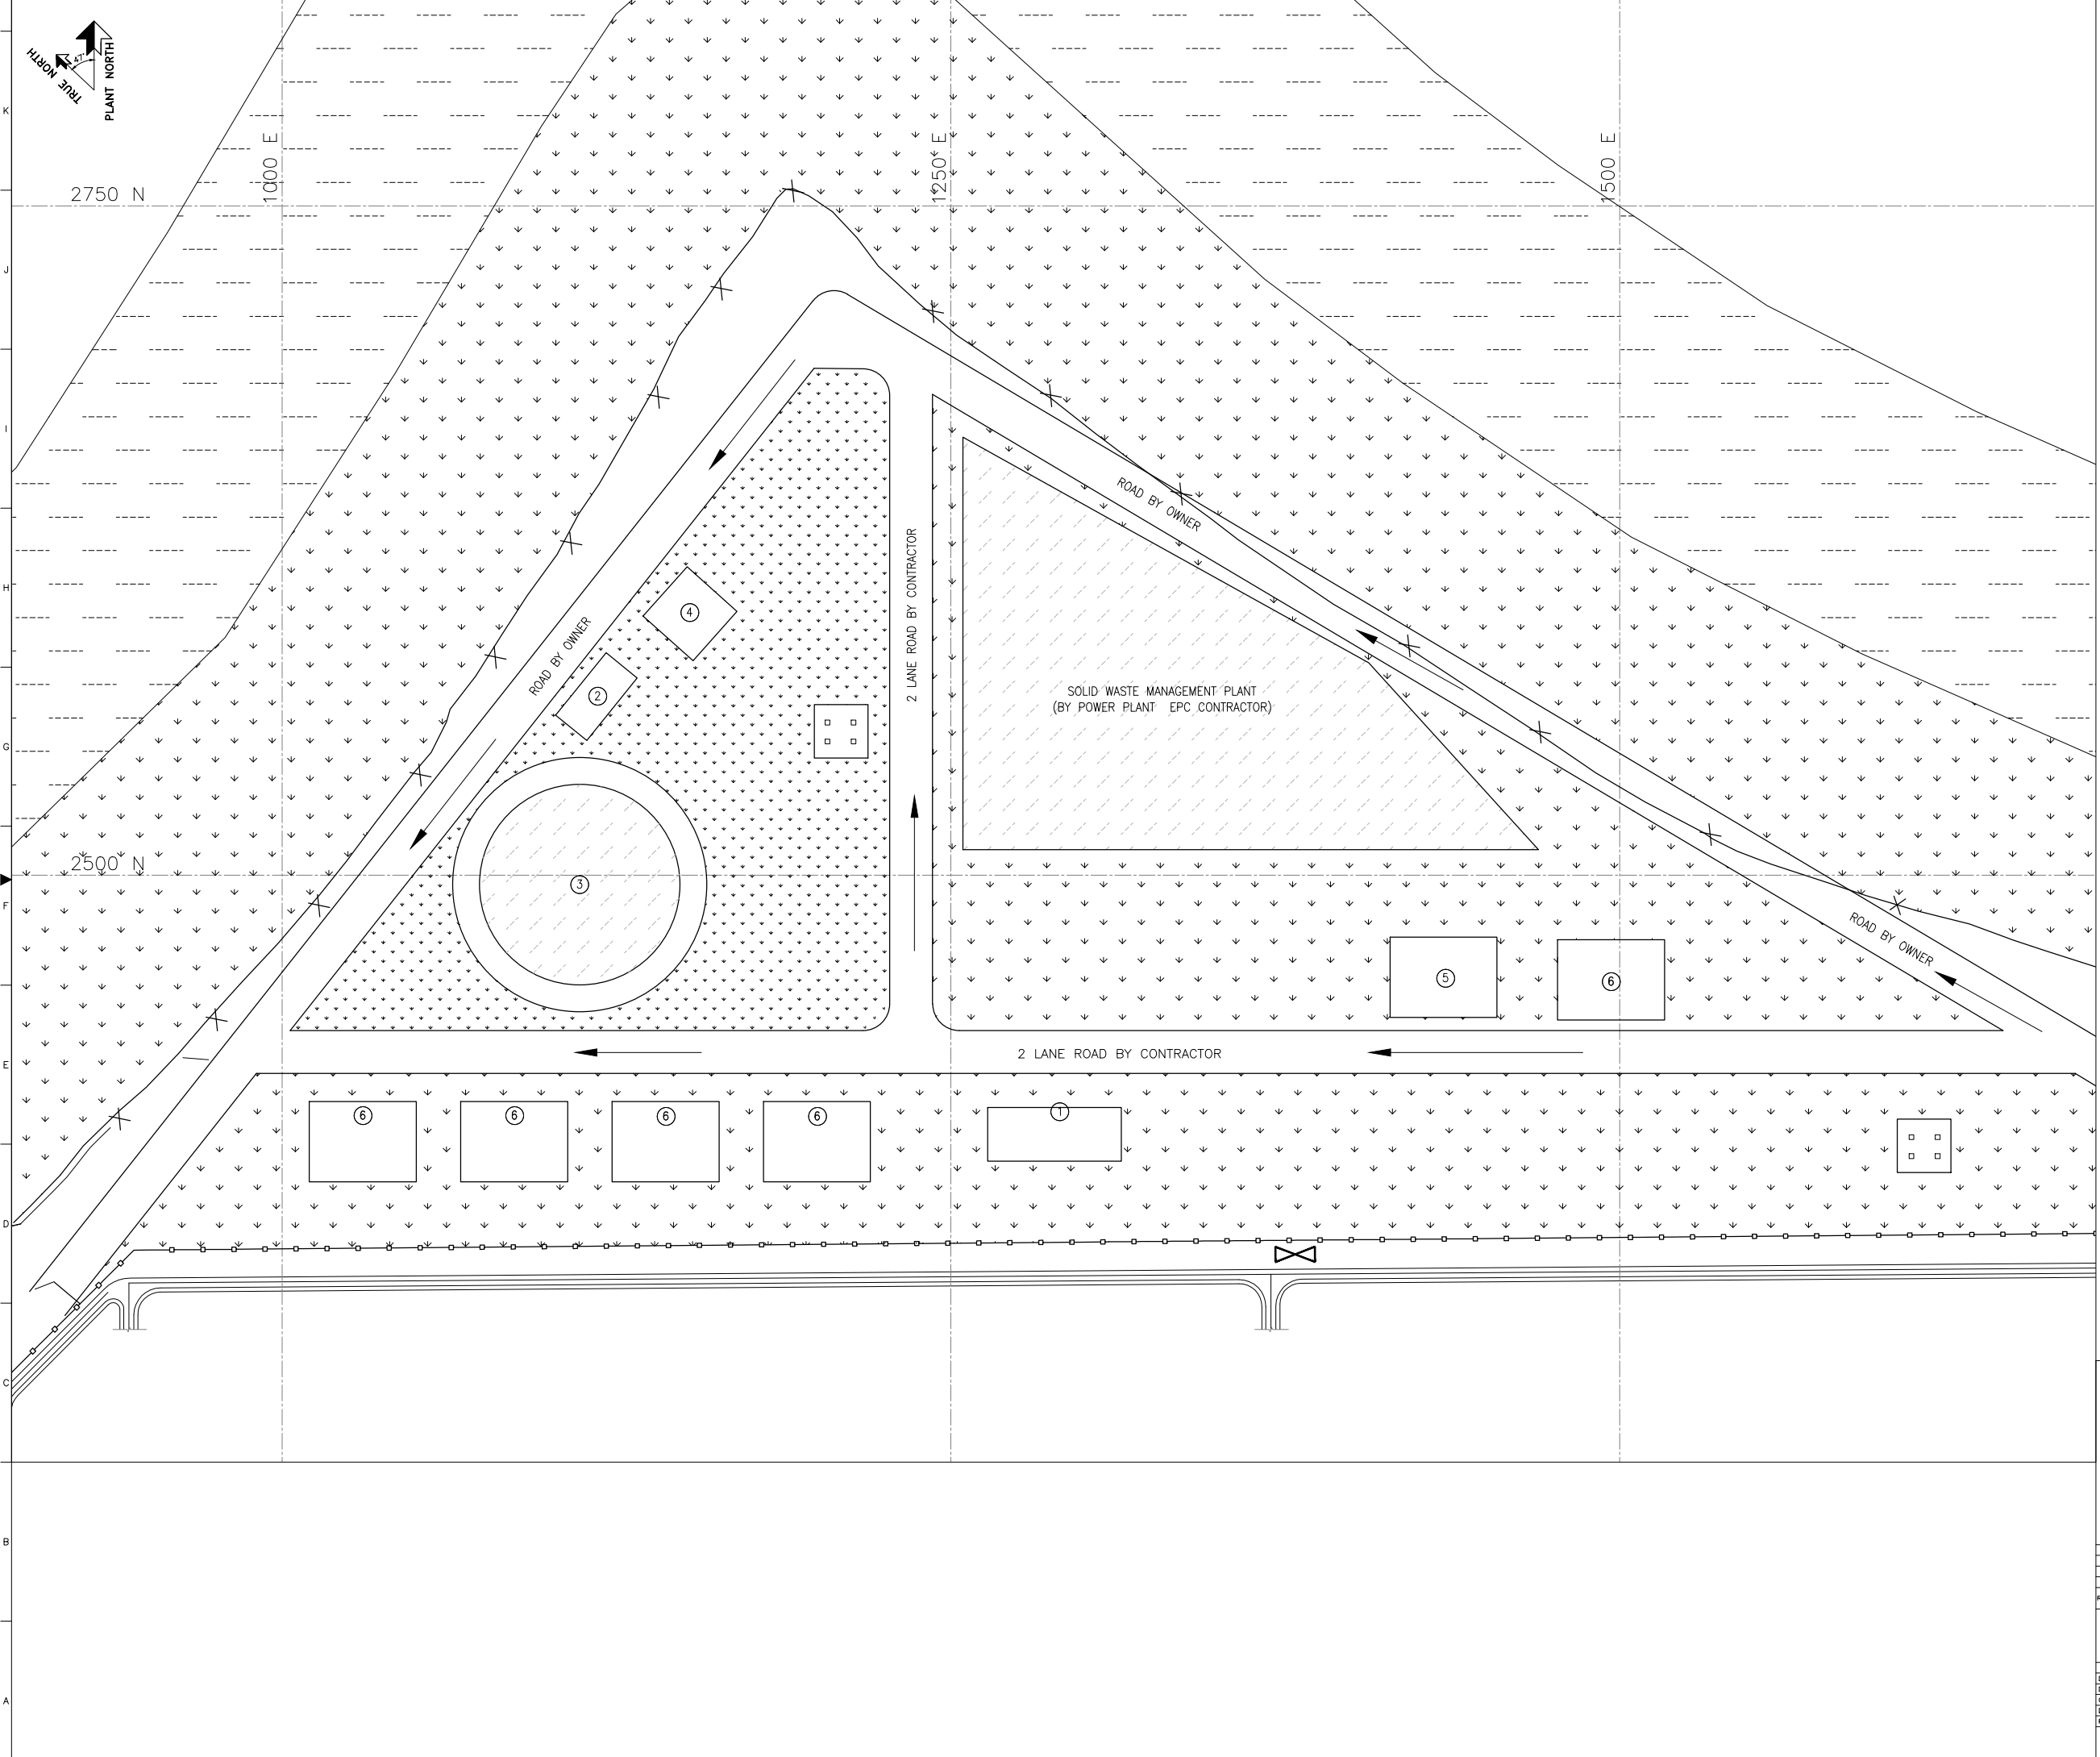 TRUE NORTH
47°
PLANT NORTH
K
1000 E
1250 E
1500 E
2750 N
J
I
ROAD BY OWNER
2 LANE ROAD BY CONTRACTOR
H
4
ROAD BY OWNER
2
SOLID WASTE MANAGEMENT PLANT
(BY POWER PLANT EPC CONTRACTOR)
G
2500 N
3
F
ROAD BY OWNER
5
6
E
2 LANE ROAD BY CONTRACTOR
6
6
6
6
1
D
C
B
A